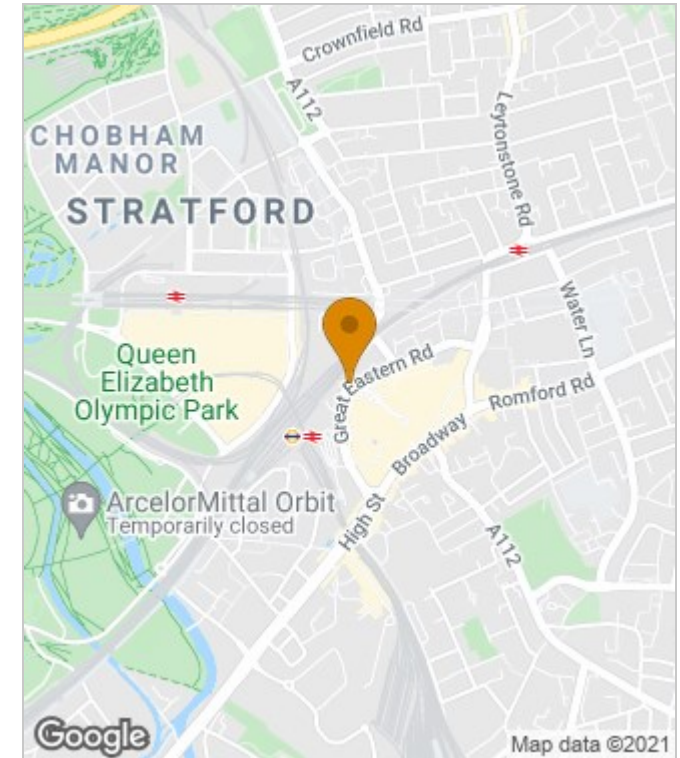 Crownfield Rd
A112
Leytonstone Rd
CHOBHAM
MANOR
STRATFORD
Water Ln
Queen
Elizabeth
Olympic Park
Great Eastern Rd
Romford Rd
Broadway
ArcelorMittal Orbit
Temporarily closed
High St
A112
Google
Map data ©2021